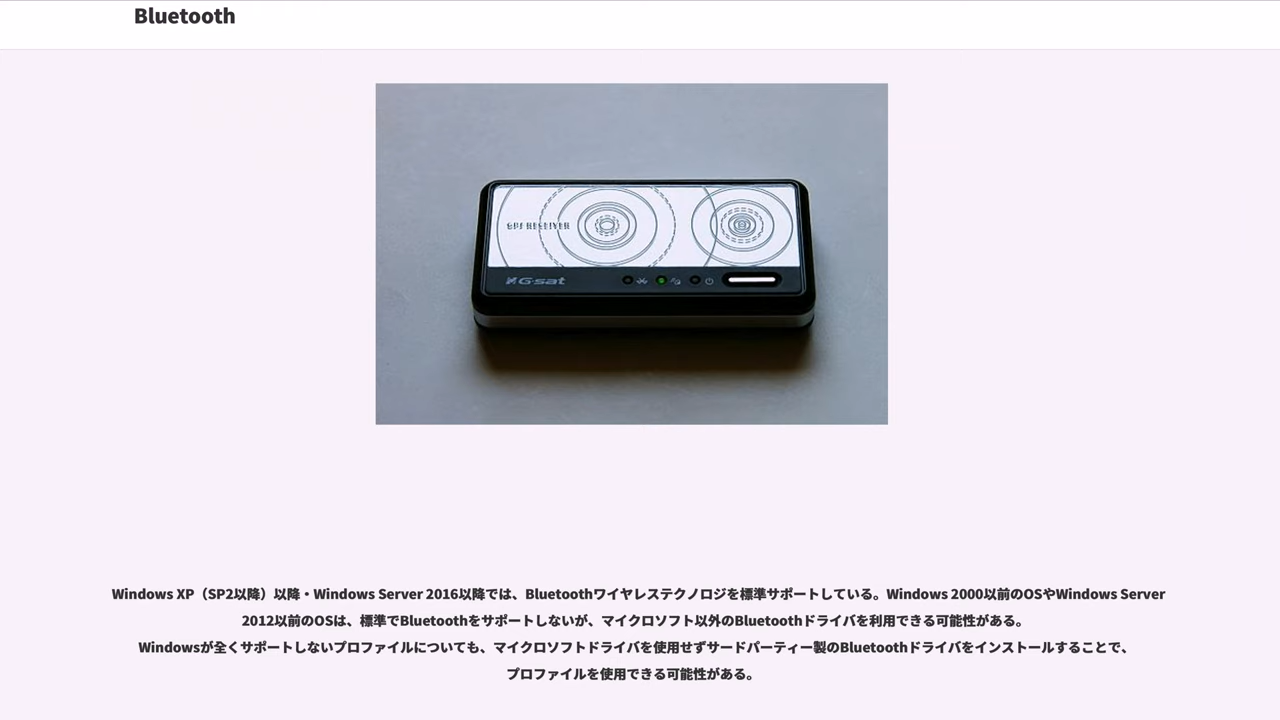 Bluetooth
GPS RECEIVER
G-sat
Windows XP（SP2以降）以降・Windows Server 2016以降では、Bluetoothワイヤレステクノロジを標準サポートしている。Windows 2000以前のOSやWindows Server
2012以前のOSは、標準でBluetoothをサポートしないが、マイクロソフト以外のBluetoothドライバを利用できる可能性がある。
Windowsが全くサポートしないプロファイルについても、マイクロソフトドライバを使用せずサードパーティー製のBluetoothドライバをインストールすることで、
プロファイルを使用できる可能性がある。